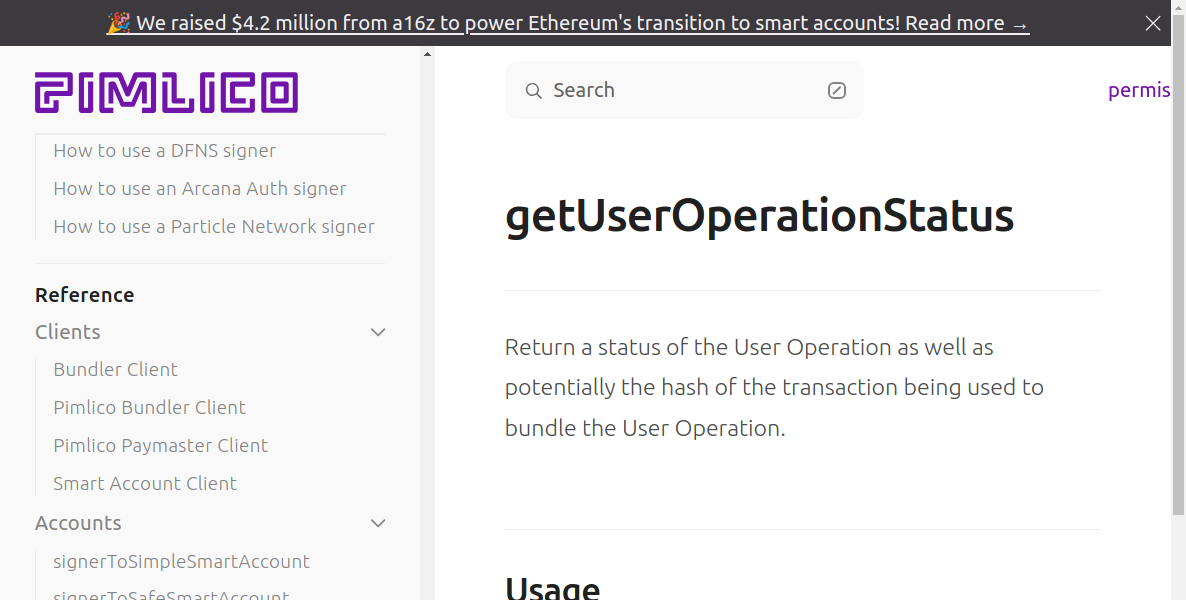 🎉 We raised $4.2 million from a16z to power Ethereum's transition to smart accounts! Read more →
PIMLICO
How to use a DFNS signer
How to use an Arcana Auth signer
How to use a Particle Network signer
Reference
Clients
Bundler Client
Pimlico Bundler Client
Pimlico Paymaster Client
Smart Account Client
Accounts
signerToSimpleSmartAccount
signerToSafeSmartAccount
Search
permis
getUserOperationStatus
Return a status of the User Operation as well as
potentially the hash of the transaction being used to
bundle the User Operation.
Usage